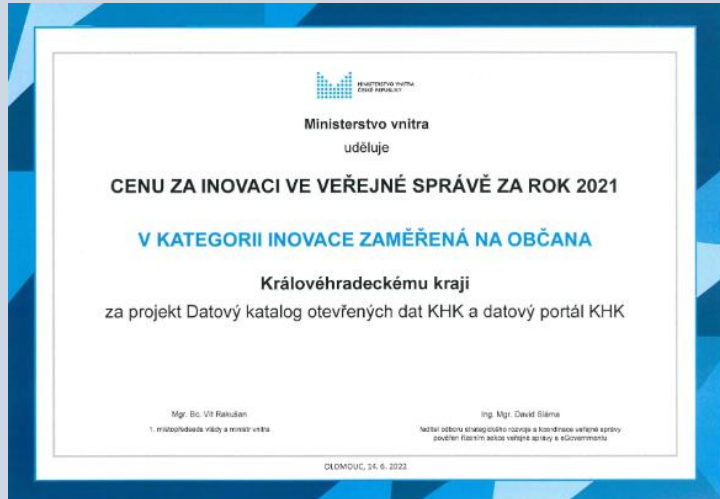 MINISTERSTVO VNITRA
ČESKÉ REPUBLIKY
Ministerstvo vnitra
uděluje
CENU ZA INOVACI VE VEŘEJNÉ SPRÁVĚ ZA ROK 2021
V KATEGORII INOVACE ZAMĚŘENÁ NA OBČANA
Královéhradeckému kraji
za projekt Datový katalog otevřených dat KHK a datový portál KHK
Mgr. Bc. Vít Rakušan
1. místopředseda vlády a ministr vnitra
Ing. Mgr. David Sláma
ředitel odboru strategického rozvoje a koordinace veřejné správy
pověřen řízením sekce veřejné správy a eGovernmentu
OLOMOUC, 14. 6. 2022